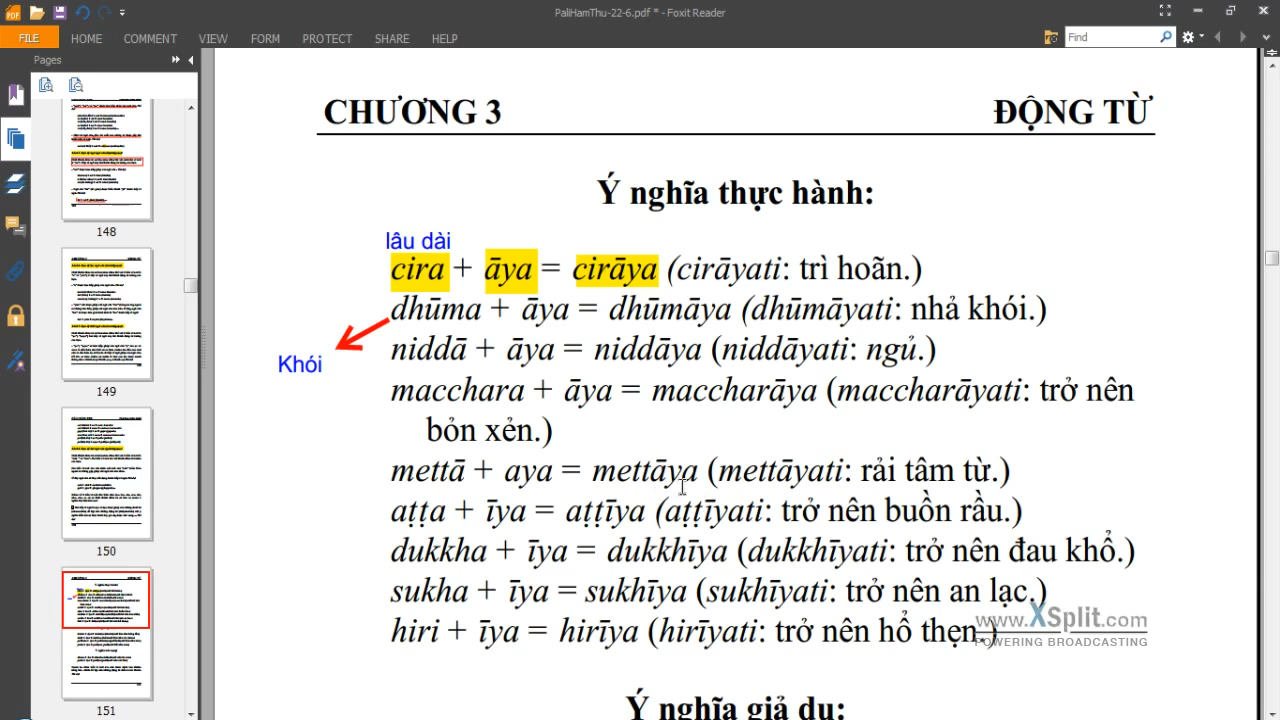 PaliHamThu-22-6.pdf * - Foxit Reader
FILE HOME COMMENT VIEW FORM PROTECT SHARE HELP
Find
Pages
148
149
150
151
CHƯƠNG 3 ĐỘNG TỪ
Ý nghĩa thực hành:
lâu dài
cira + āya = cirāya (cirāyati: trì hoãn.)
dhūma + āya = dhūmāya (dhūmāyati: nhả khói.)
Khói
niddā + āya = niddāya (niddāyati: ngủ.)
macchara + āya = maccharāya (maccharāyati: trở nên
bỏn xẻn.)
mettā + aya = mettāya (mettāyati: rải tâm từ.)
aṭṭa + īya = aṭṭīya (aṭṭīyati: trở nên buồn rầu.)
dukkha + īya = dukkhīya (dukkhīyati: trở nên đau khổ.)
sukha + īya = sukhīya (sukhīyati: trở nên an lạc.)
hiri + īya = hirīya (hirīyati: trở nên hổ thẹn.)
www.XSplit.com
POWERING BROADCASTING
Ý nghĩa giả dụ: